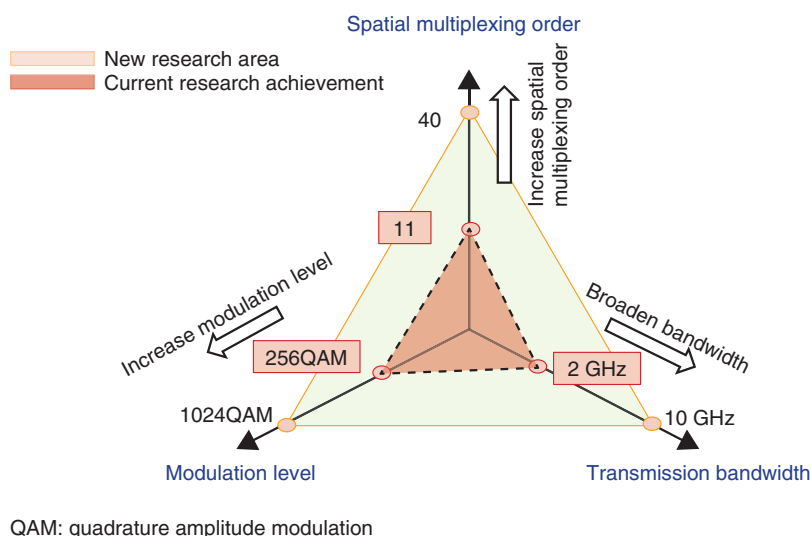 Spatial multiplexing order
New research area
Current research achievement
40
Increase spatial
multiplexing order
11
Increase modulation level
Broaden bandwidth
256QAM
2 GHz
1024QAM
10 GHz
Modulation level
Transmission bandwidth
QAM: quadrature amplitude modulation